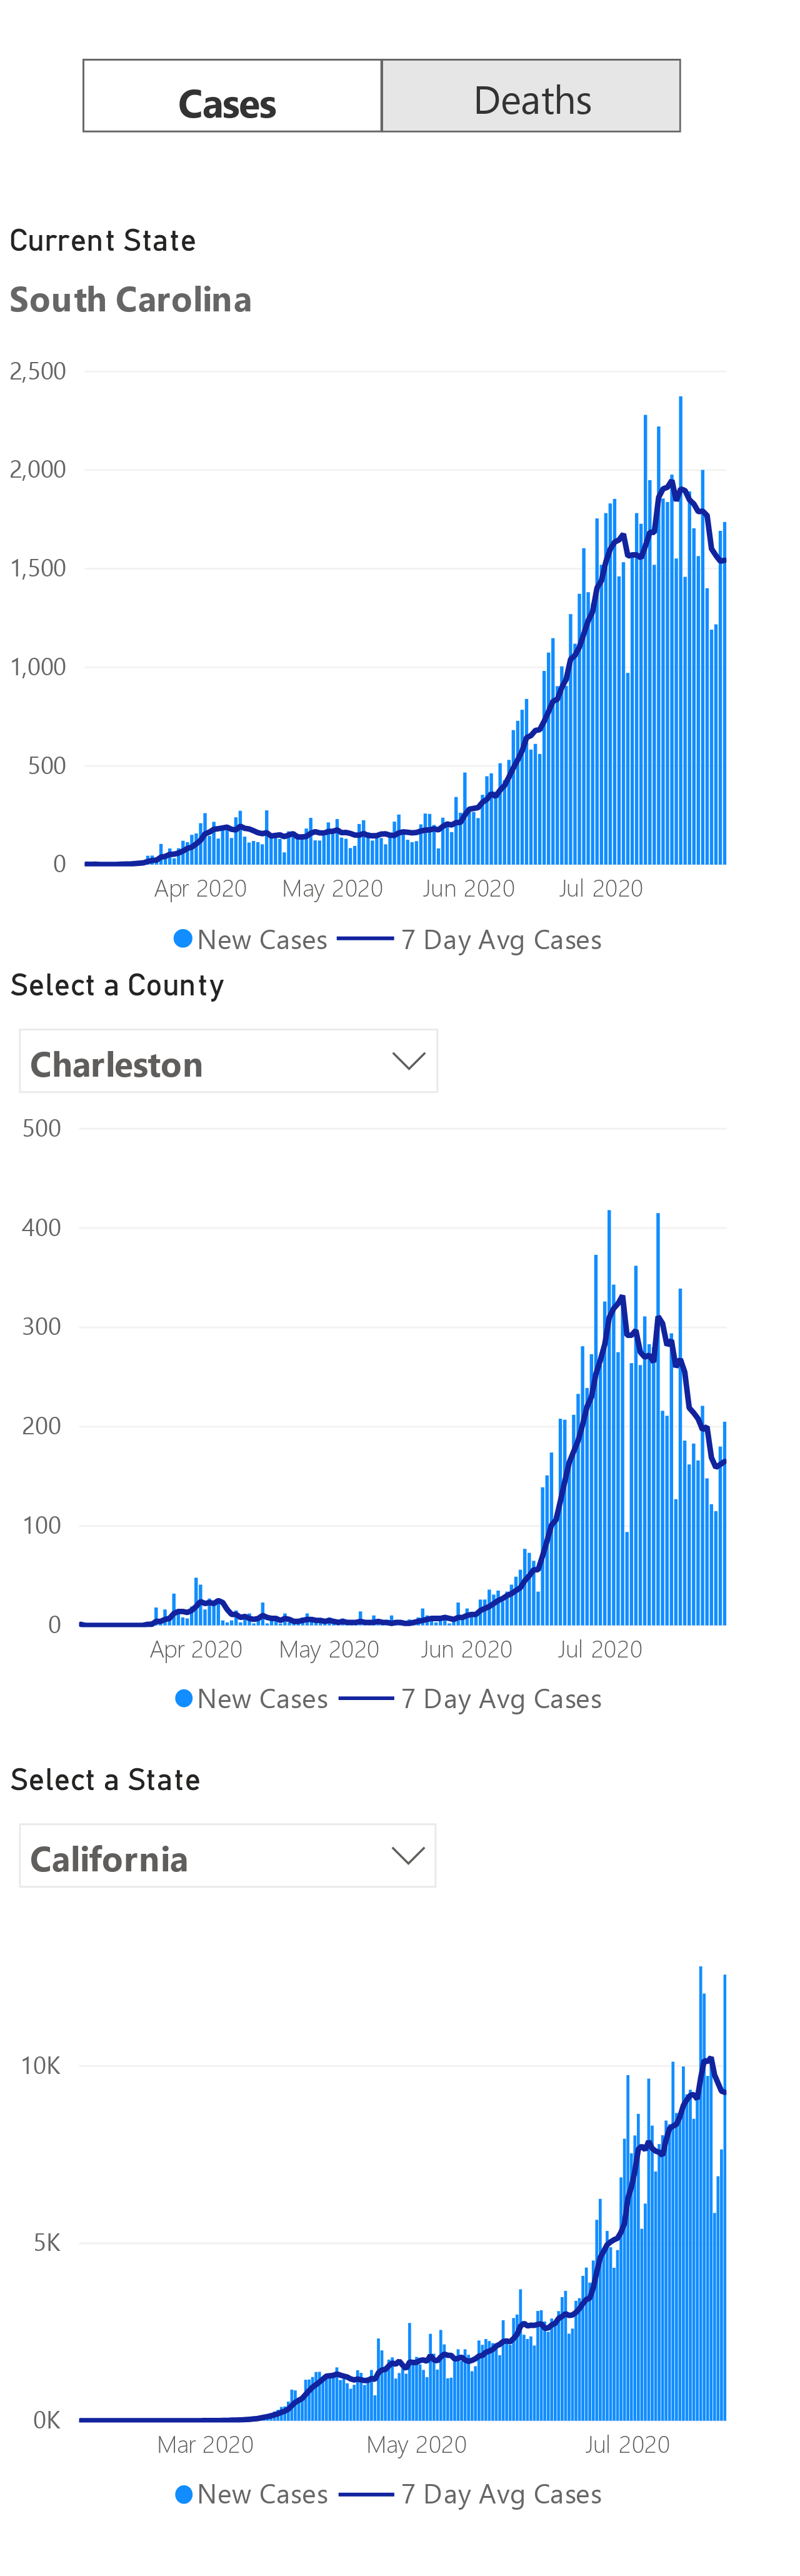 Cases Deaths
Current State
South Carolina
2,500
2,000
1,500
1,000
500
0
Apr 2020 May 2020 Jun 2020 Jul 2020
New Cases 7 Day Avg Cases
Select a County
Charleston
500
400
300
200
100
0
Apr 2020 May 2020 Jun 2020 Jul 2020
New Cases 7 Day Avg Cases
Select a State
California
10K
5K
0K
Mar 2020 May 2020 Jul 2020
New Cases 7 Day Avg Cases